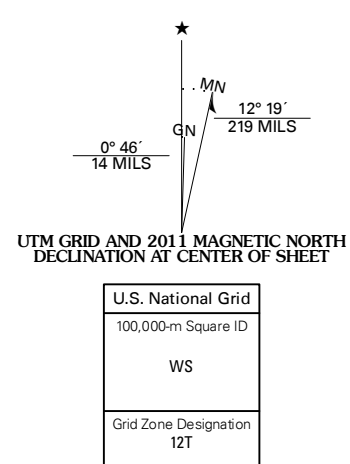 ★
MN
12° 19´
219 MILS
GN
0° 46´
14 MILS
UTM GRID AND 2011 MAGNETIC NORTH
DECLINATION AT CENTER OF SHEET
U.S. National Grid
100,000-m Square ID
WS
Grid Zone Designation
12T